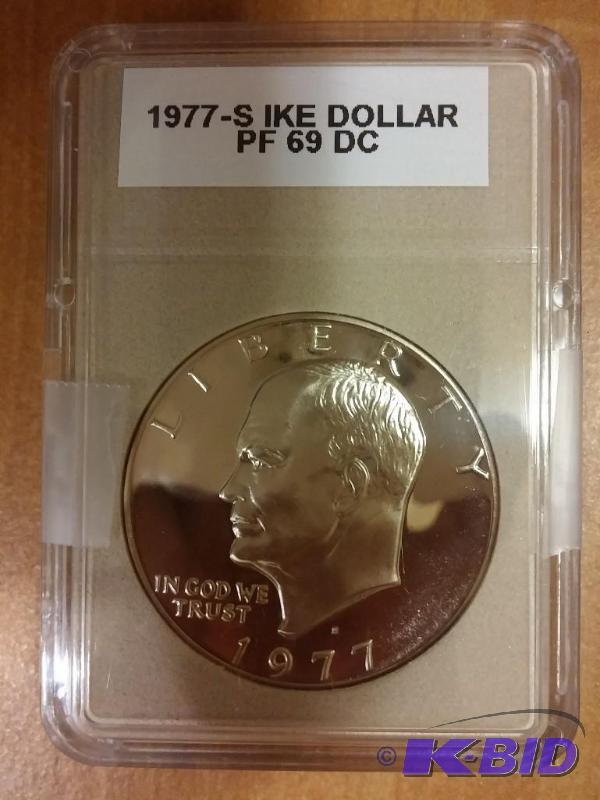 1977-S IKE DOLLAR
PF 69 DC
LIBERTY
IN GOD WE
TRUST
1977
© K-BID